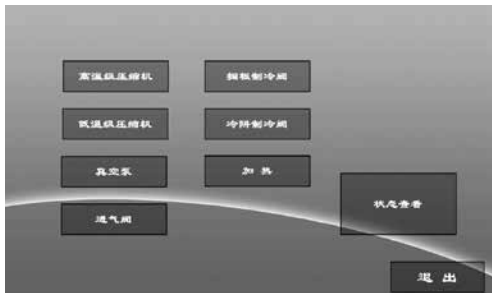 高温级压缩机
搁板制冷阀
低温级压缩机
冷阱制冷阀
真空泵
加热
状态查看
进气阀
退出